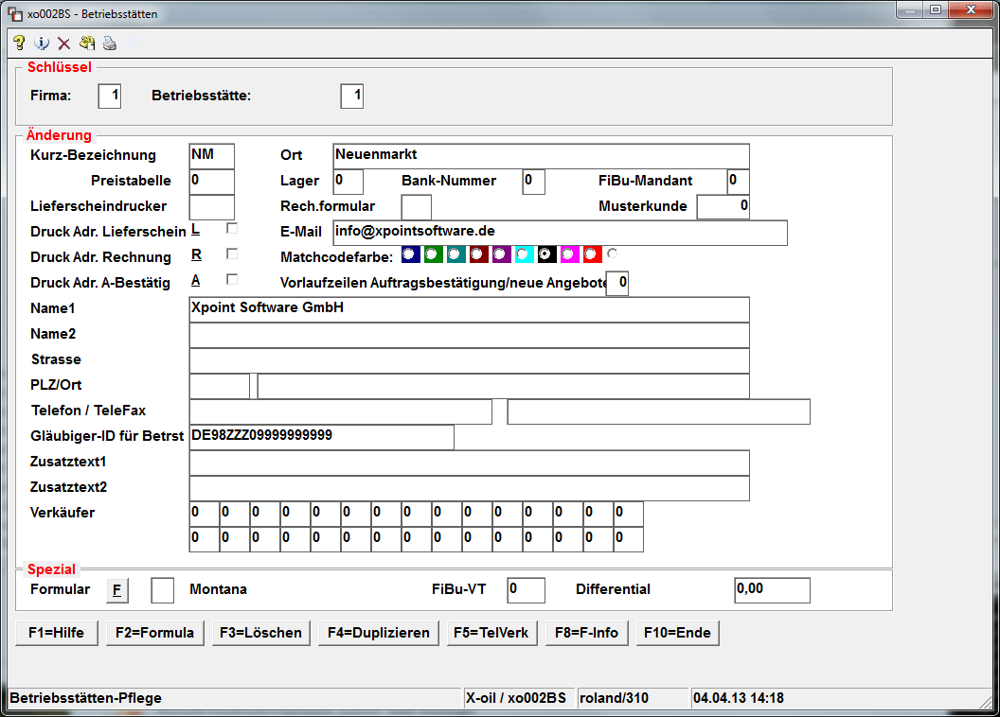 xo002BS - Betriebsstätten
Schlüssel
Firma: 1 Betriebsstätte: 1
Änderung
Kurz-Bezeichnung NM Ort Neuenmarkt
Preistabelle 0 Lager 0 Bank-Nummer 0 FiBu-Mandant 0
Lieferscheindrucker Rech.formular Musterkunde 0
Druck Adr. Lieferschein L E-Mail info@xpointsoftware.de
Druck Adr. Rechnung R Matchcodefarbe:
Druck Adr. A-Bestätig A Vorlaufzeilen Auftragsbestätigung/neue Angebote 0
Name1 Xpoint Software GmbH
Name2
Strasse
PLZ/Ort
Telefon / TeleFax
Gläubiger-ID für Betrst DE98ZZZ09999999999
Zusatztext1
Zusatztext2
Verkäufer 0 0 0 0 0 0 0 0 0 0 0 0 0 0 0
0 0 0 0 0 0 0 0 0 0 0 0 0 0 0
Spezial
Formular F Montana FiBu-VT 0 Differential 0,00
F1=Hilfe F2=Formula F3=Löschen F4=Duplizieren F5=TelVerk F8=F-Info F10=Ende
Betriebsstätten-Pflege X-oil / xo002BS roland/310 04.04.13 14:18